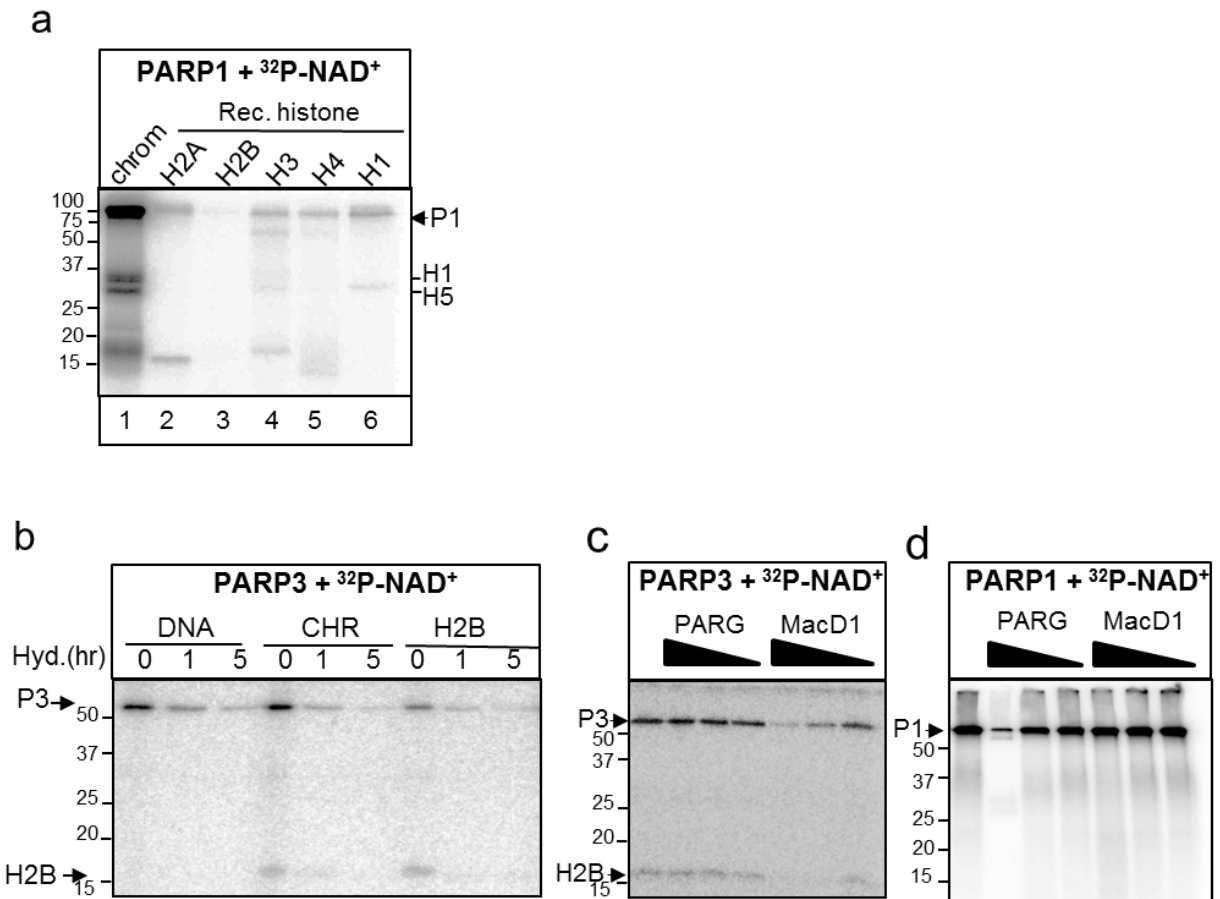 a
PARP1 + ³²P-NAD⁺
Rec. histone
chrom H2A H2B H3 H4 H1
100
75
50
37
25
20
15
P1
H1
H5
1 2 3 4 5 6
b
PARP3 + ³²P-NAD⁺
DNA CHR H2B
Hyd.(hr) 0 1 5 0 1 5 0 1 5
P3
50
37
25
20
H2B
15
c
PARP3 + ³²P-NAD⁺
PARG MacD1
P3
50
37
25
20
H2B
15
d
PARP1 + ³²P-NAD⁺
PARG MacD1
P1
50
37
25
20
15